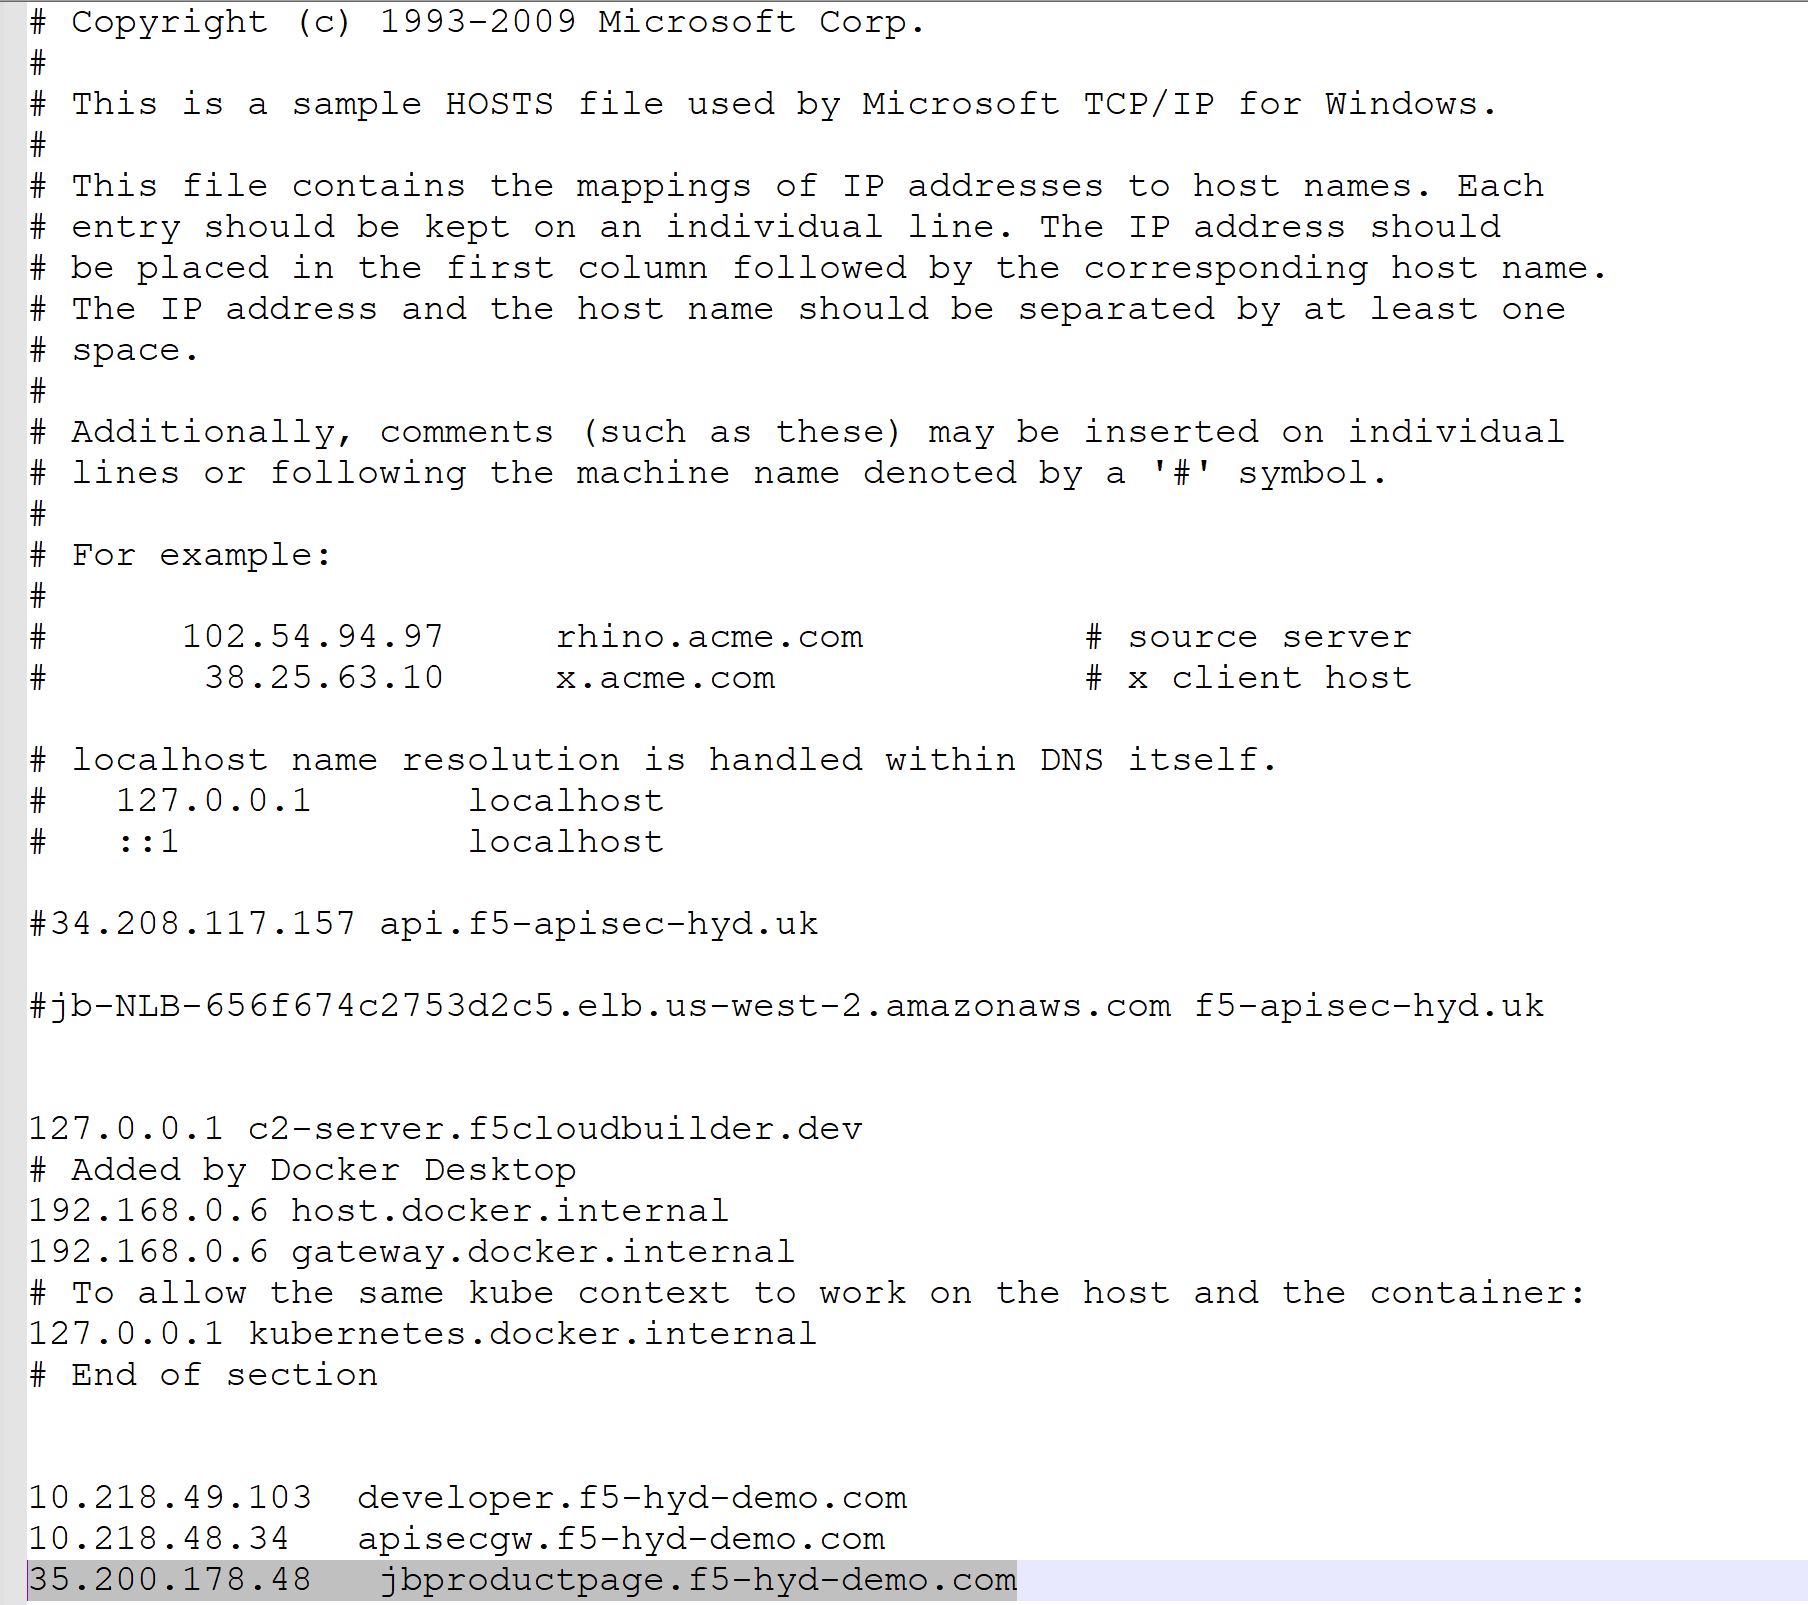 # Copyright (c) 1993-2009 Microsoft Corp.
#
# This is a sample HOSTS file used by Microsoft TCP/IP for Windows.
#
# This file contains the mappings of IP addresses to host names. Each
# entry should be kept on an individual line. The IP address should
# be placed in the first column followed by the corresponding host name.
# The IP address and the host name should be separated by at least one
# space.
#
# Additionally, comments (such as these) may be inserted on individual
# lines or following the machine name denoted by a '#' symbol.
#
# For example:
#
#      102.54.94.97     rhino.acme.com          # source server
#       38.25.63.10     x.acme.com              # x client host

# localhost name resolution is handled within DNS itself.
#   127.0.0.1       localhost
#   ::1             localhost

#34.208.117.157 api.f5-apisec-hyd.uk

#jb-NLB-656f674c2753d2c5.elb.us-west-2.amazonaws.com f5-apisec-hyd.uk


127.0.0.1 c2-server.f5cloudbuilder.dev
# Added by Docker Desktop
192.168.0.6 host.docker.internal
192.168.0.6 gateway.docker.internal
# To allow the same kube context to work on the host and the container:
127.0.0.1 kubernetes.docker.internal
# End of section


10.218.49.103  developer.f5-hyd-demo.com
10.218.48.34   apisecgw.f5-hyd-demo.com
35.200.178.48   jbproductpage.f5-hyd-demo.com